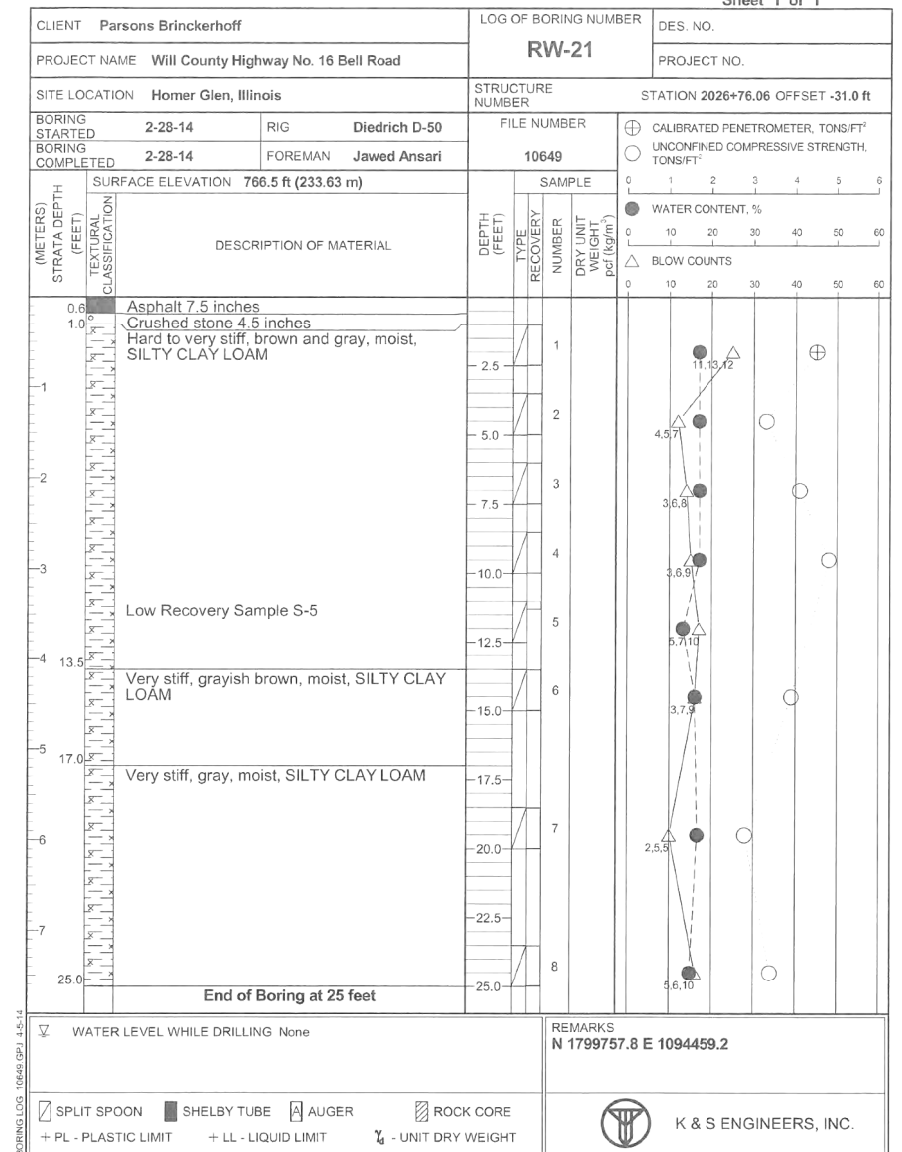 Sheet 1 of 1
CLIENT Parsons Brinckerhoff
LOG OF BORING NUMBER
RW-21
DES. NO.
PROJECT NAME Will County Highway No. 16 Bell Road
PROJECT NO.
SITE LOCATION Homer Glen, Illinois
STRUCTURE
NUMBER
STATION 2026+76.06 OFFSET -31.0 ft
BORING
STARTED 2-28-14 RIG Diedrich D-50
BORING
COMPLETED 2-28-14 FOREMAN Jawed Ansari
FILE NUMBER
10649
CALIBRATED PENETROMETER, TONS/FT²
UNCONFINED COMPRESSIVE STRENGTH,
TONS/FT²
0 1 2 3 4 5 6
WATER CONTENT, %
0 10 20 30 40 50 60
BLOW COUNTS
0 10 20 30 40 50 60
(METERS)
STRATA DEPTH
(FEET)
TEXTURAL
CLASSIFICATION
SURFACE ELEVATION 766.5 ft (233.63 m)
DESCRIPTION OF MATERIAL
DEPTH
(FEET)
SAMPLE
TYPE
RECOVERY
NUMBER
DRY UNIT
WEIGHT
pcf (kg/m³)
0.6 Asphalt 7.5 inches
1.0 Crushed stone 4.5 inches
Hard to very stiff, brown and gray, moist,
SILTY CLAY LOAM
1
11,13,12
2.5
1
2
4,5,7
5.0
2
3
3,6,8
7.5
4
3,6,9
3
10.0
Low Recovery Sample S-5
5
5,7,10
12.5
4
13.5
Very stiff, grayish brown, moist, SILTY CLAY
LOAM
6
3,7,9
15.0
5
17.0
Very stiff, gray, moist, SILTY CLAY LOAM
17.5
7
6
2,5,5
20.0
22.5
7
8
25.0
5,6,10
25.0
End of Boring at 25 feet
WATER LEVEL WHILE DRILLING None
REMARKS
N 1799757.8 E 1094459.2
SPLIT SPOON SHELBY TUBE A AUGER ROCK CORE
+ PL - PLASTIC LIMIT + LL - LIQUID LIMIT γd - UNIT DRY WEIGHT
K & S ENGINEERS, INC.
BORING LOG 10649.GPJ 4-5-14